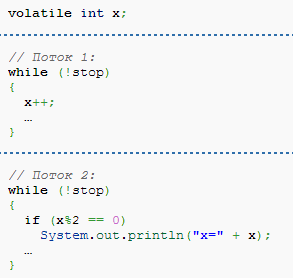 volatile int x;
// Поток 1:
while (!stop)
{
  x++;
  …
}
// Поток 2:
while (!stop)
{
  if (x%2 == 0)
    System.out.println("x=" + x);
  …
}